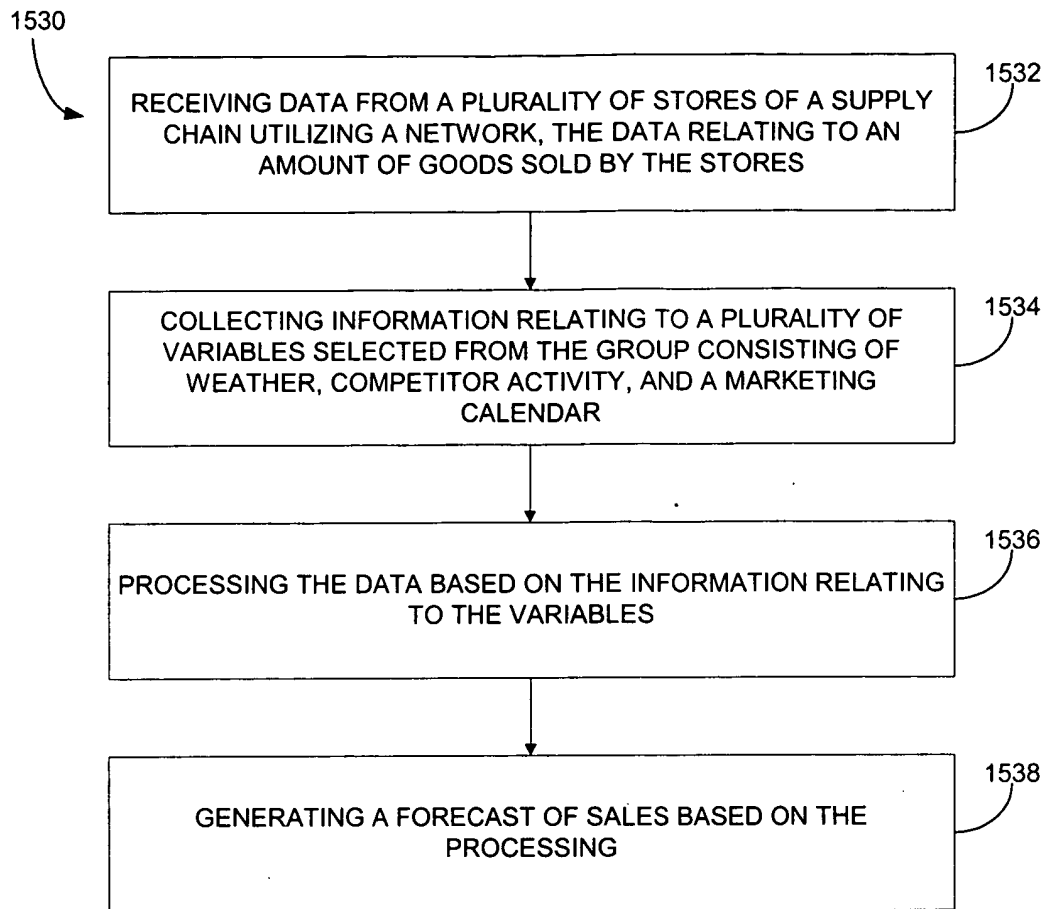 1530
1532
RECEIVING DATA FROM A PLURALITY OF STORES OF A SUPPLY
CHAIN UTILIZING A NETWORK, THE DATA RELATING TO AN
AMOUNT OF GOODS SOLD BY THE STORES
1534
COLLECTING INFORMATION RELATING TO A PLURALITY OF
VARIABLES SELECTED FROM THE GROUP CONSISTING OF
WEATHER, COMPETITOR ACTIVITY, AND A MARKETING
CALENDAR
1536
PROCESSING THE DATA BASED ON THE INFORMATION RELATING
TO THE VARIABLES
1538
GENERATING A FORECAST OF SALES BASED ON THE
PROCESSING